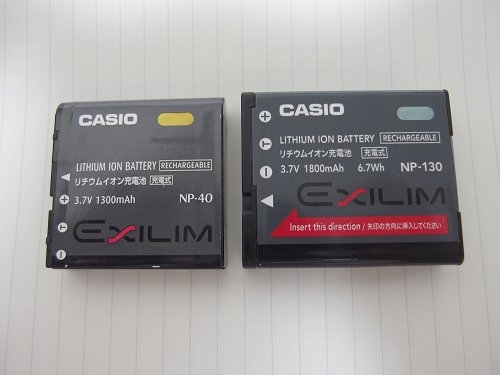 CASIO
LITHIUM ION BATTERY RECHARGEABLE
リチウムイオン充電池 充電式
3.7V 1300mAh NP-40
EXILIM
CASIO
LITHIUM ION BATTERY RECHARGEABLE
リチウムイオン充電池 充電式
3.7V 1800mAh 6.7Wh NP-130
EXILIM
Insert this direction / 矢印の方向に挿入してください